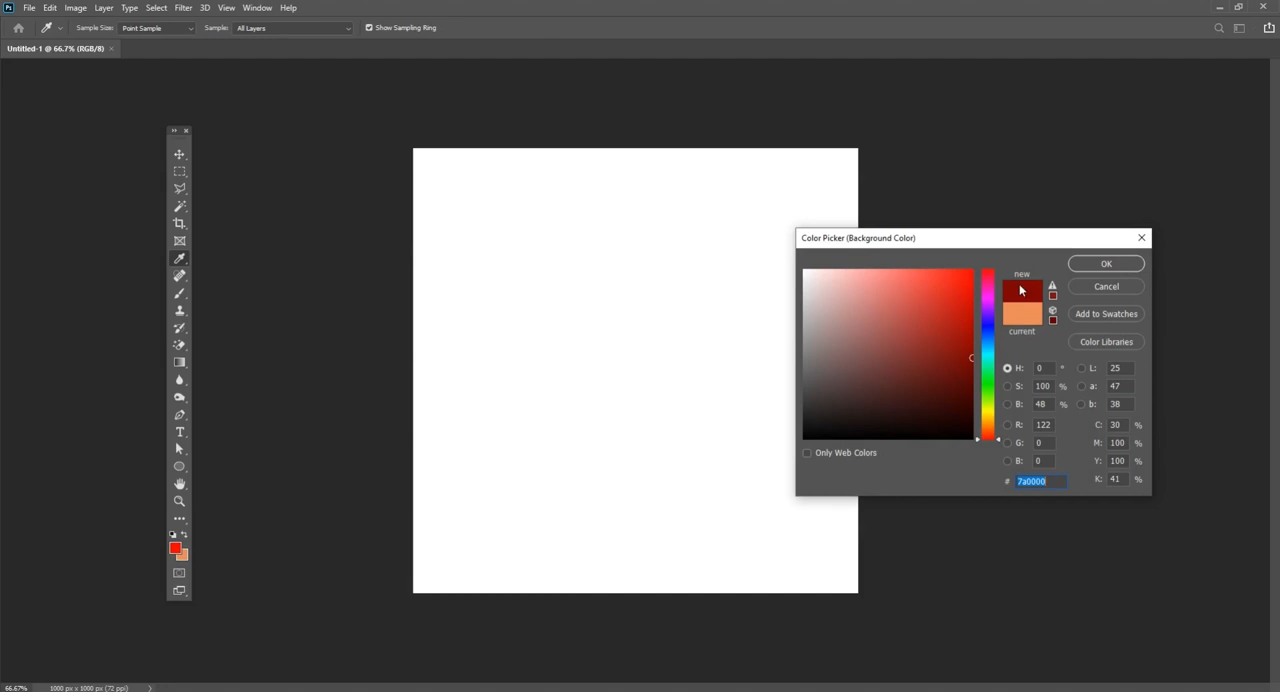 Ps File Edit Image Layer Type Select Filter 3D View Window Help
Sample Size: Point Sample Sample: All Layers Show Sampling Ring
Untitled-1 @ 66.7% (RGB/8) ×
Color Picker (Background Color)
new
OK
Cancel
Add to Swatches
current
Color Libraries
H: 0 ° L: 25
S: 100 % a: 47
B: 48 % b: 38
R: 122 C: 30 %
G: 0 M: 100 %
Only Web Colors
B: 0 Y: 100 %
# 7a0000 K: 41 %
T
66.67% 1000 px x 1000 px (72 ppi)